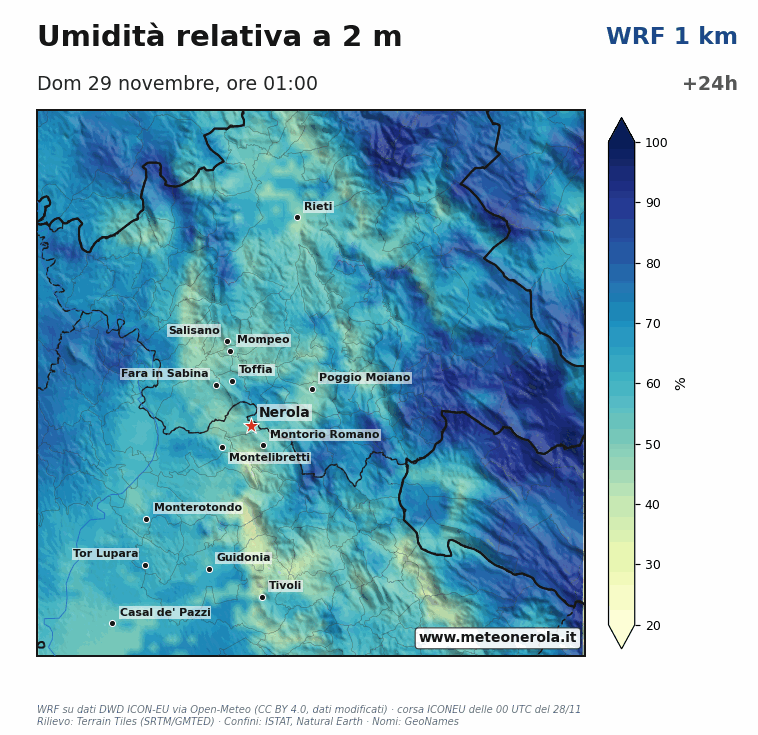 Umidità relativa a 2 m
WRF 1 km
Dom 29 novembre, ore 01:00
+24h
Rieti
Salisano
Mompeo
Toffia
Fara in Sabina
Poggio Moiano
Nerola
Montorio Romano
Montelibretti
Monterotondo
Tor Lupara
Guidonia
Tivoli
Casal de' Pazzi
www.meteonerola.it
100
90
80
70
60
50
40
30
20
%
WRF su dati DWD ICON-EU via Open-Meteo (CC BY 4.0, dati modificati) · corsa ICONEU delle 00 UTC del 28/11
Rilievo: Terrain Tiles (SRTM/GMTED) · Confini: ISTAT, Natural Earth · Nomi: GeoNames